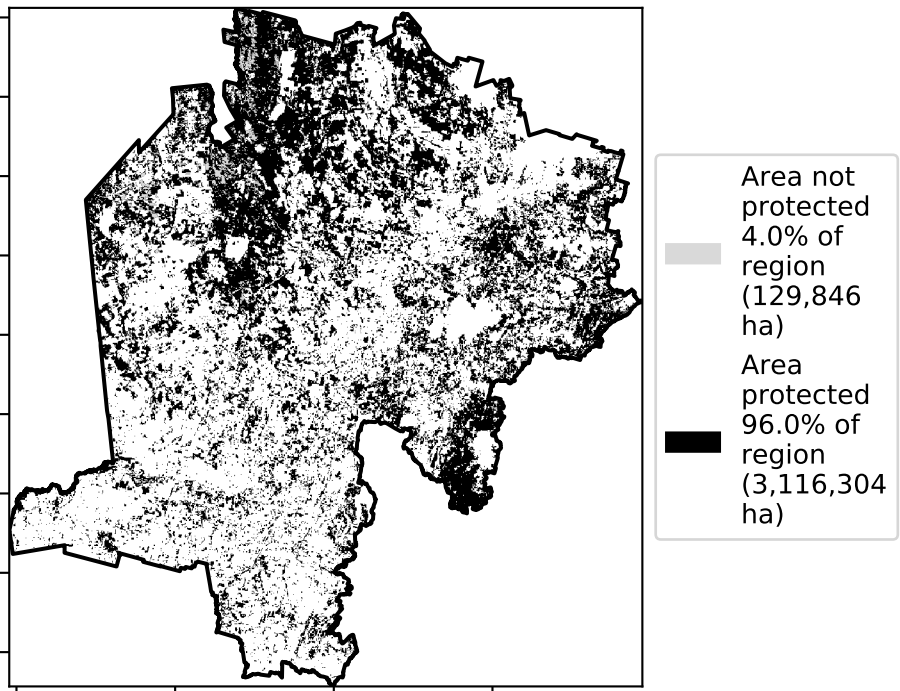 Area not
protected
4.0% of
region
(129,846
ha)
Area
protected
96.0% of
region
(3,116,304
ha)